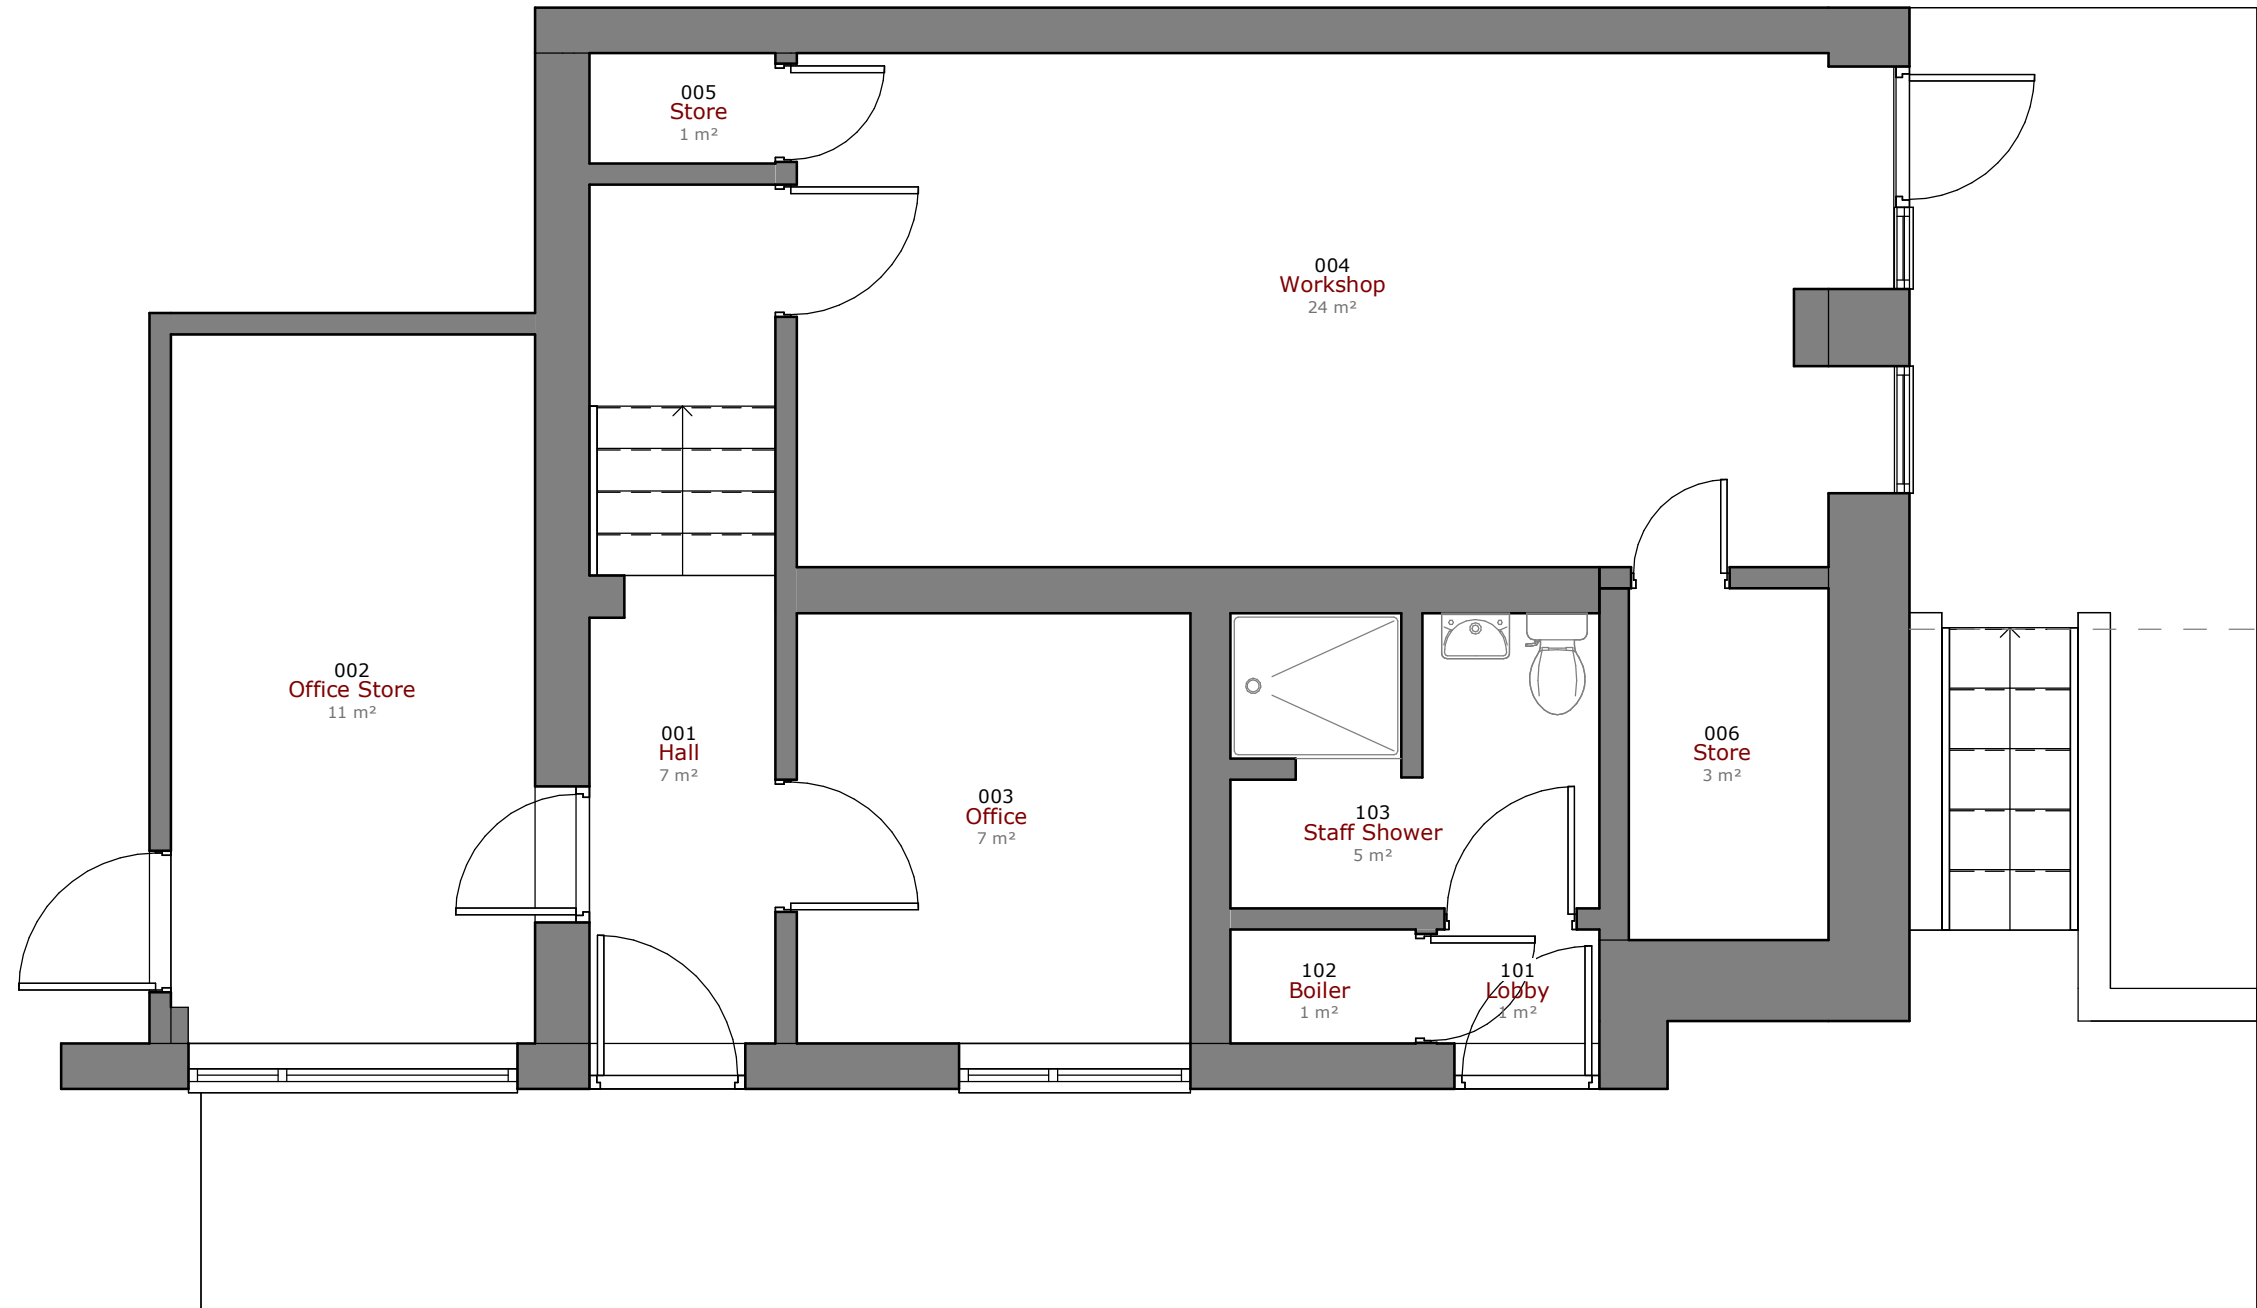 005
Store
1 m²
004
Workshop
24 m²
002
Office Store
11 m²
001
Hall
7 m²
003
Office
7 m²
103
Staff Shower
5 m²
006
Store
3 m²
102
Boiler
1 m²
101
Lobby
1 m²